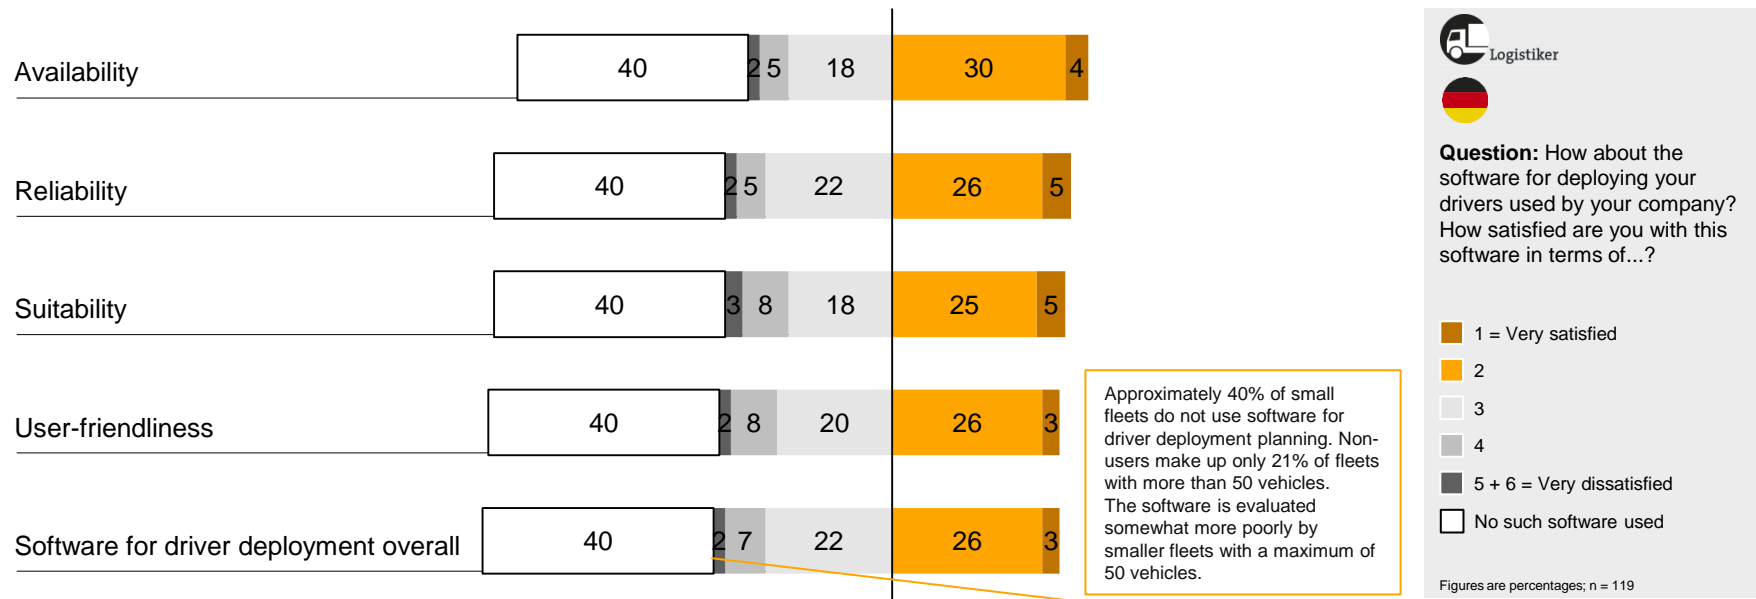 Availability
40 2 5 18 30 4
Reliability
40 2 5 22 26 5
Suitability
40 3 8 18 25 5
User-friendliness
40 2 8 20 26 3
Software for driver deployment overall
40 2 7 22 26 3
Approximately 40% of small
fleets do not use software for
driver deployment planning. Non-
users make up only 21% of fleets
with more than 50 vehicles.
The software is evaluated
somewhat more poorly by
smaller fleets with a maximum of
50 vehicles.
Logistiker
Question: How about the
software for deploying your
drivers used by your company?
How satisfied are you with this
software in terms of...?
1 = Very satisfied
2
3
4
5 + 6 = Very dissatisfied
No such software used
Figures are percentages; n = 119